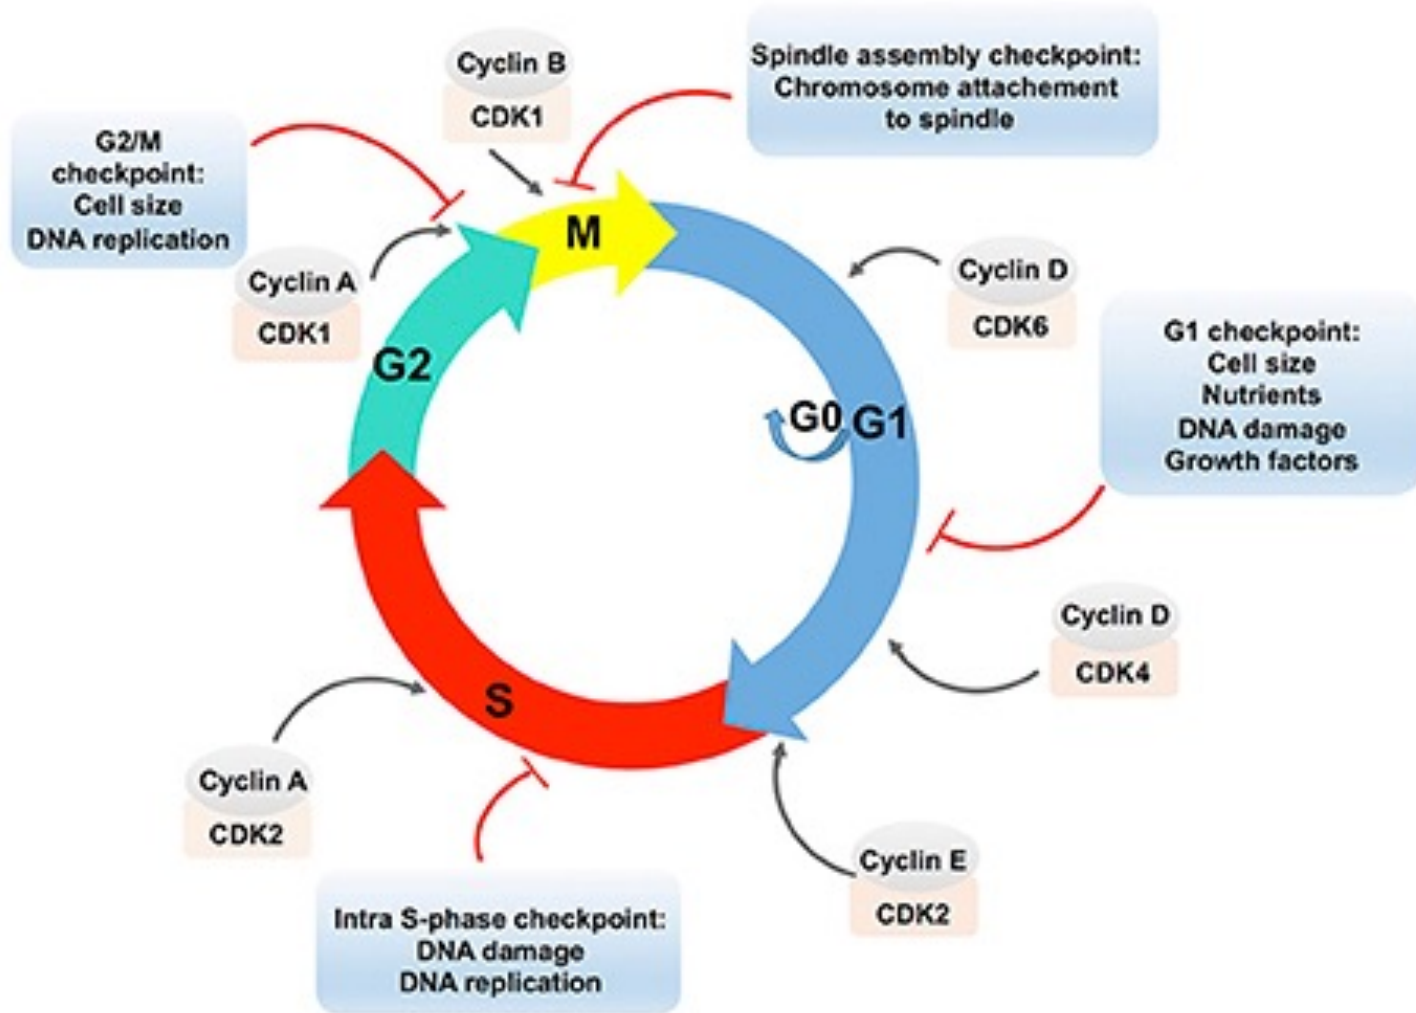 Cyclin B
CDK1
Spindle assembly checkpoint:
Chromosome attachement
to spindle
G2/M
checkpoint:
Cell size
DNA replication
M
Cyclin A
CDK1
Cyclin D
CDK6
G2
G0
G1
G1 checkpoint:
Cell size
Nutrients
DNA damage
Growth factors
Cyclin D
CDK4
S
Cyclin A
CDK2
Cyclin E
CDK2
Intra S-phase checkpoint:
DNA damage
DNA replication